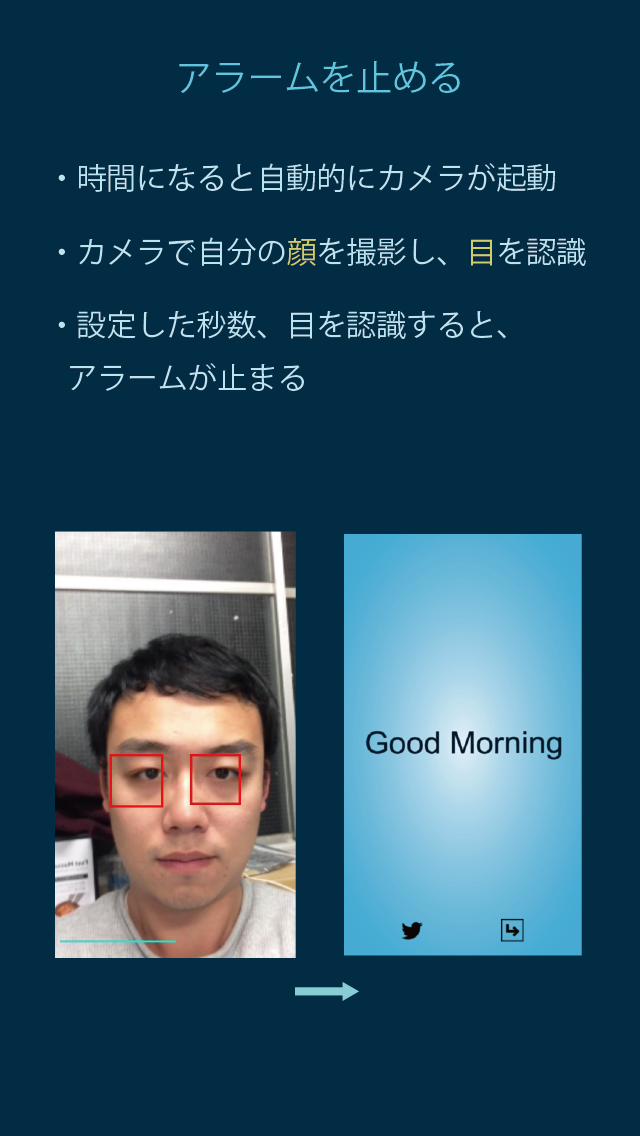 アラームを止める
・時間になると自動的にカメラが起動
・カメラで自分の顔を撮影し、目を認識
・設定した秒数、目を認識すると、
アラームが止まる
Good Morning